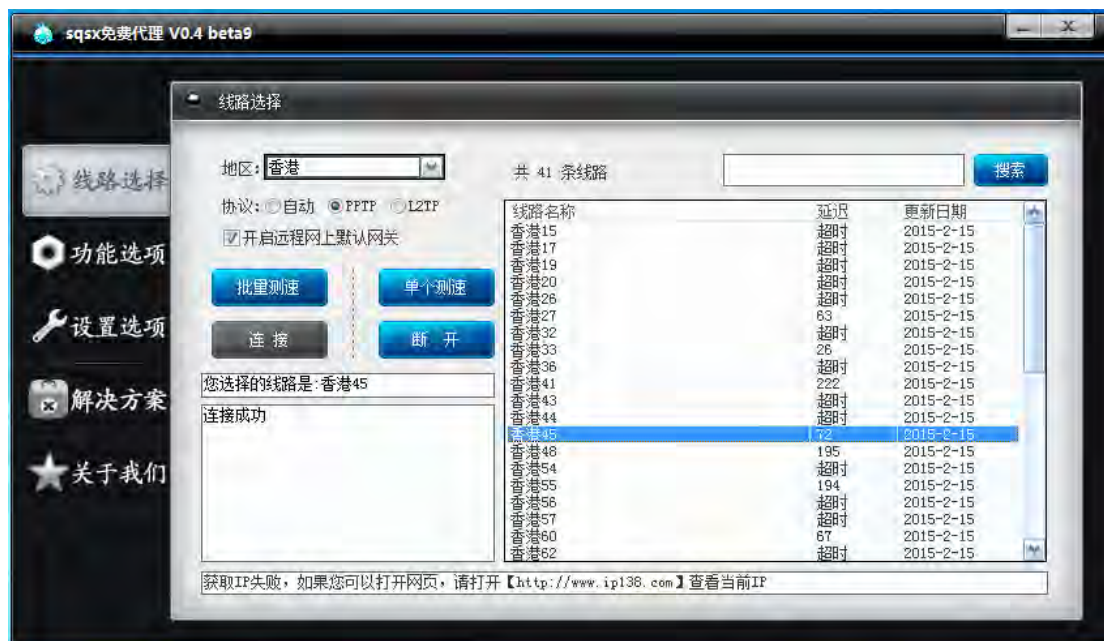 sqsx免费代理 V0.4 beta9
线路选择
线路选择
功能选项
设置选项
解决方案
关于我们
地区: 香港
协议: 自动 PPTP L2TP
开启远程网上默认网关
批量测速 单个测速
连 接 断 开
您选择的线路是:香港45
连接成功
共 41 条线路 搜索
线路名称 延迟 更新日期
香港15 超时 2015-2-15
香港17 超时 2015-2-15
香港19 超时 2015-2-15
香港20 超时 2015-2-15
香港26 超时 2015-2-15
香港27 63 2015-2-15
香港32 超时 2015-2-15
香港33 26 2015-2-15
香港36 超时 2015-2-15
香港41 222 2015-2-15
香港43 超时 2015-2-15
香港44 超时 2015-2-15
香港45 72 2015-2-15
香港48 195 2015-2-15
香港54 超时 2015-2-15
香港55 194 2015-2-15
香港56 超时 2015-2-15
香港57 超时 2015-2-15
香港60 67 2015-2-15
香港62 超时 2015-2-15
获取IP失败，如果您可以打开网页，请打开【http://www.ip138.com】查看当前IP